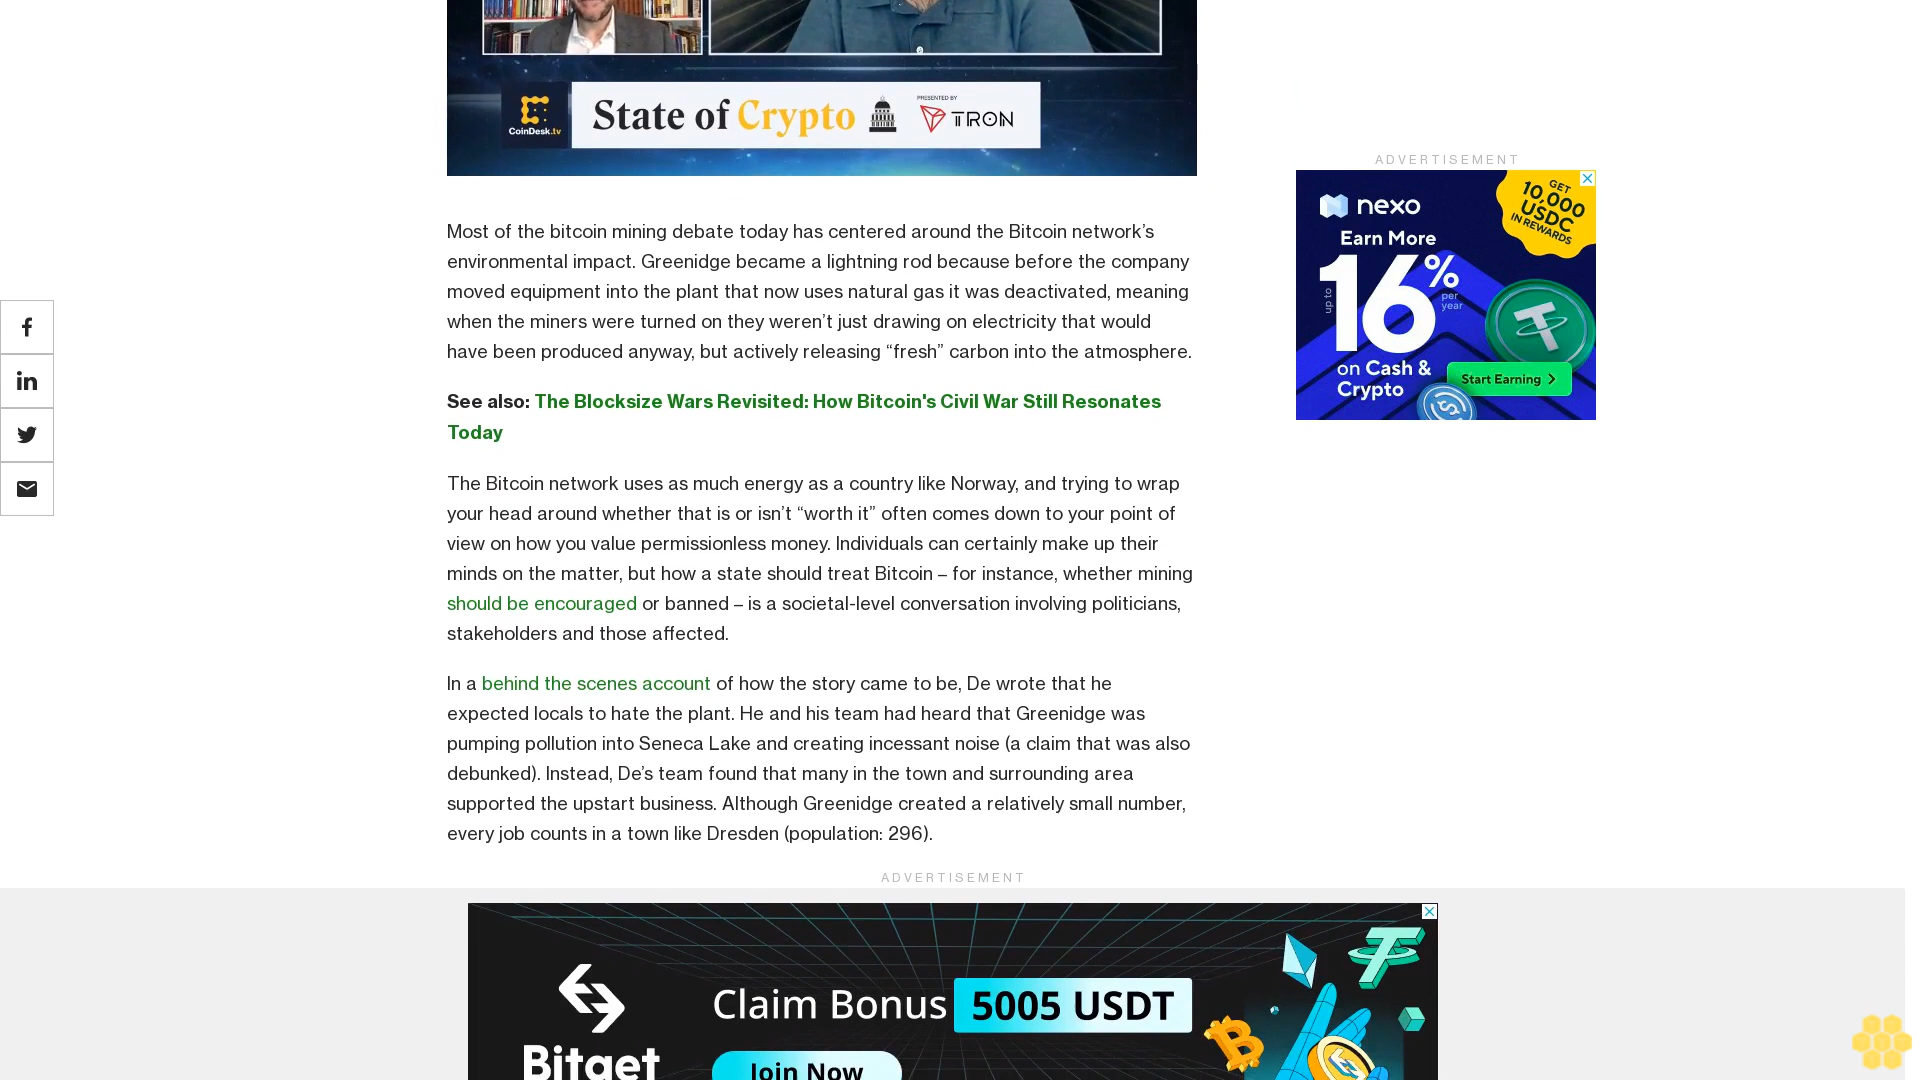 CoinDesk.tv
State of Crypto
PRESENTED BY
TRON
ADVERTISEMENT
nexo
GET
10,000
USDC
IN REWARDS
Earn More
up to
16%
per
year
on Cash &
Crypto
Start Earning
Most of the bitcoin mining debate today has centered around the Bitcoin network’s
environmental impact. Greenidge became a lightning rod because before the company
moved equipment into the plant that now uses natural gas it was deactivated, meaning
when the miners were turned on they weren’t just drawing on electricity that would
have been produced anyway, but actively releasing “fresh” carbon into the atmosphere.
See also: The Blocksize Wars Revisited: How Bitcoin's Civil War Still Resonates
Today
The Bitcoin network uses as much energy as a country like Norway, and trying to wrap
your head around whether that is or isn’t “worth it” often comes down to your point of
view on how you value permissionless money. Individuals can certainly make up their
minds on the matter, but how a state should treat Bitcoin – for instance, whether mining
should be encouraged or banned – is a societal-level conversation involving politicians,
stakeholders and those affected.
In a behind the scenes account of how the story came to be, De wrote that he
expected locals to hate the plant. He and his team had heard that Greenidge was
pumping pollution into Seneca Lake and creating incessant noise (a claim that was also
debunked). Instead, De’s team found that many in the town and surrounding area
supported the upstart business. Although Greenidge created a relatively small number,
every job counts in a town like Dresden (population: 296).
ADVERTISEMENT
Bitget
Claim Bonus 5005 USDT
Join Now